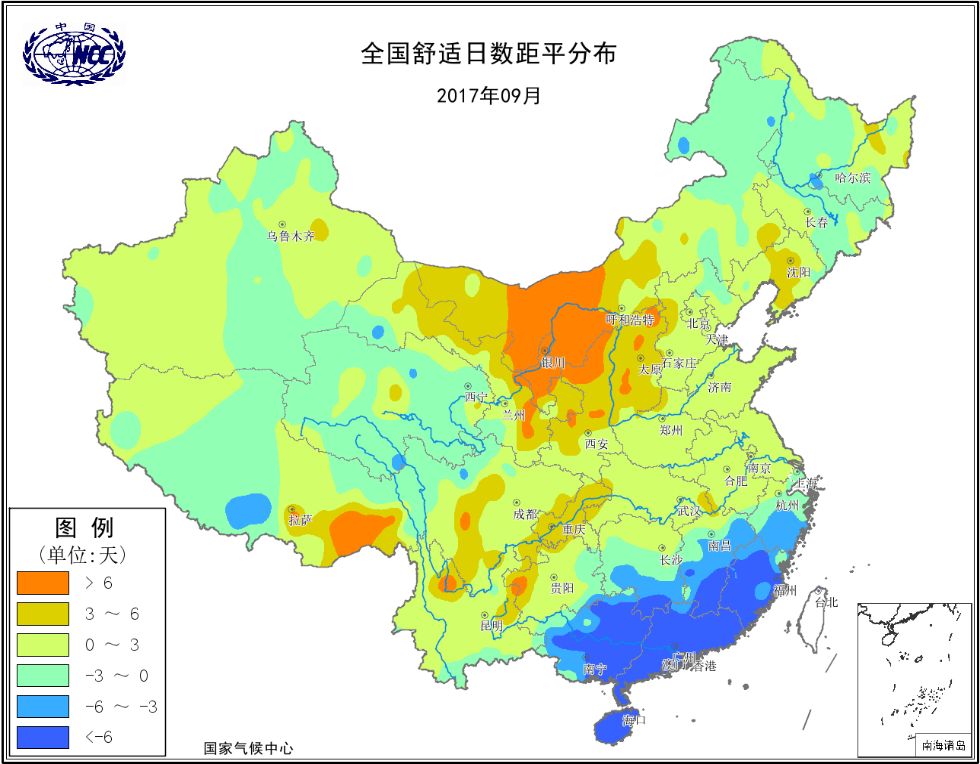 中国
NCC
全国舒适日数距平分布
2017年09月
哈尔滨
长春
乌鲁木齐
沈阳
呼和浩特
北京
天津
银川
太原
石家庄
济南
西宁
兰州
郑州
西安
南京
合肥
上海
拉萨
成都
武汉
杭州
重庆
南昌
长沙
贵阳
福州
台北
昆明
广州
南宁
澳门
香港
海口
图 例
(单位:天)
> 6
3 ~ 6
0 ~ 3
-3 ~ 0
-6 ~ -3
<-6
国家气候中心
南海诸岛